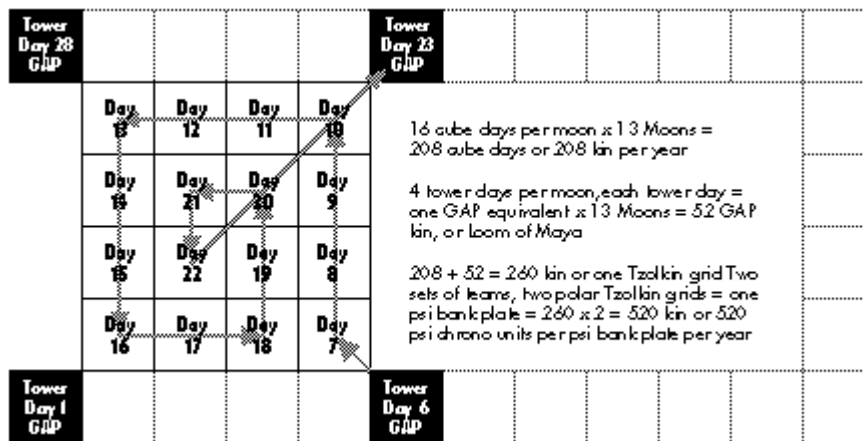 Tower
Day 28
GAP
Tower
Day 23
GAP
Day
13
Day
12
Day
11
Day
10
Day
14
Day
21
Day
20
Day
9
Day
15
Day
22
Day
19
Day
8
Day
16
Day
17
Day
18
Day
7
16 cube days per moon x 13 Moons =
208 cube days or 208 kin per year
4 tower days per moon, each tower day =
one GAP equivalent x 13 Moons = 52 GAP
kin, or Loom of Maya
208 + 52 = 260 kin or one Tzolkin grid Two
sets of teams, two polar Tzolkin grids = one
psi bank plate = 260 x 2 = 520 kin or 520
psi chrono units per psi bank plate per year
Tower
Day 1
GAP
Tower
Day 6
GAP